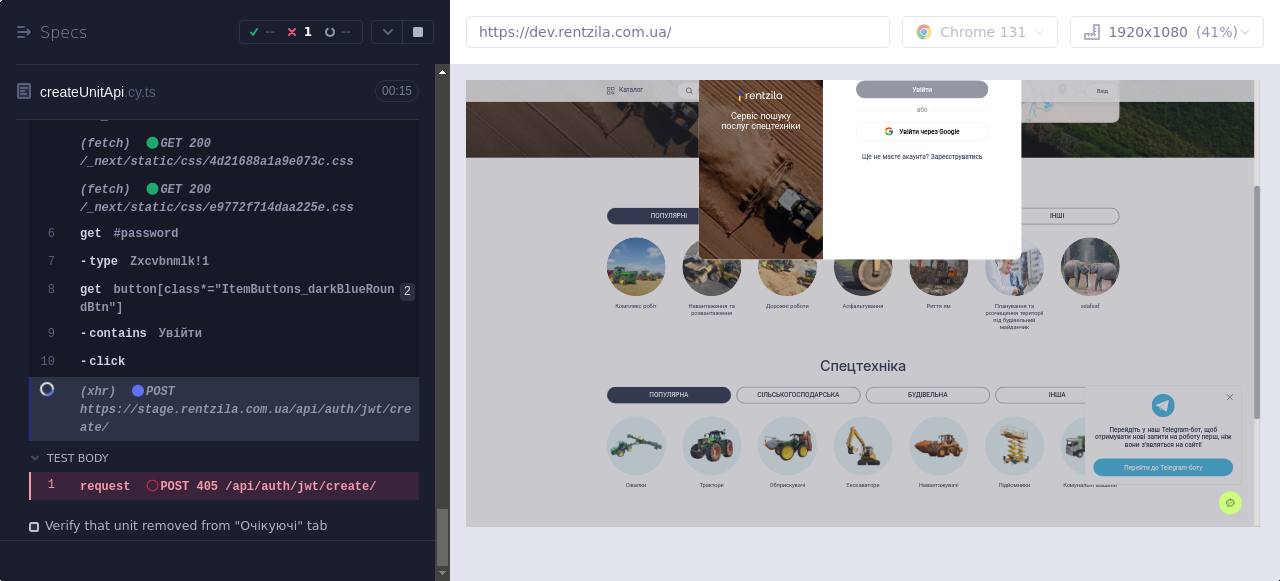 Specs
-- 1 --
createUnitApi.cy.ts 00:15
(fetch) GET 200
/_next/static/css/4d21688a1a9e073c.css
(fetch) GET 200
/_next/static/css/e9772f714daa225e.css
6 get #password
7 -type Zxcvbnmlk!1
8 get button[class*="ItemButtons_darkBlueRoun
dBtn"] 2
9 -contains Увійти
10 -click
(xhr) POST
https://stage.rentzila.com.ua/api/auth/jwt/cre
ate/
TEST BODY
1 request POST 405 /api/auth/jwt/create/
Verify that unit removed from "Очікуючі" tab
https://dev.rentzila.com.ua/
Chrome 131
1920x1080 (41%)
Каталог
Вхід
rentzila
Сервіс пошуку
послуг спецтехніки
Увійти
або
Увійти через Google
Ще не маєте акаунта? Зареєструватись
ПОПУЛЯРНІ
ІНШІ
Комплекс робіт
Навантаження та
розвантаження
Дорожні роботи
Асфальтування
Риття ям
Планування та
розчищення території
під будівельний
майданчик
sdafsaf
Спецтехніка
ПОПУЛЯРНА
СІЛЬСЬКОГОСПОДАРСЬКА
БУДІВЕЛЬНА
ІНША
Сівалки
Трактори
Обприскувачі
Екскаватори
Навантажувачі
Підйомники
Комунальні машини
Перейдіть у наш Telegram-бот, щоб
отримувати нові запити на роботу перш, ніж
вони з'являться на сайті!
Перейти до Telegram-боту